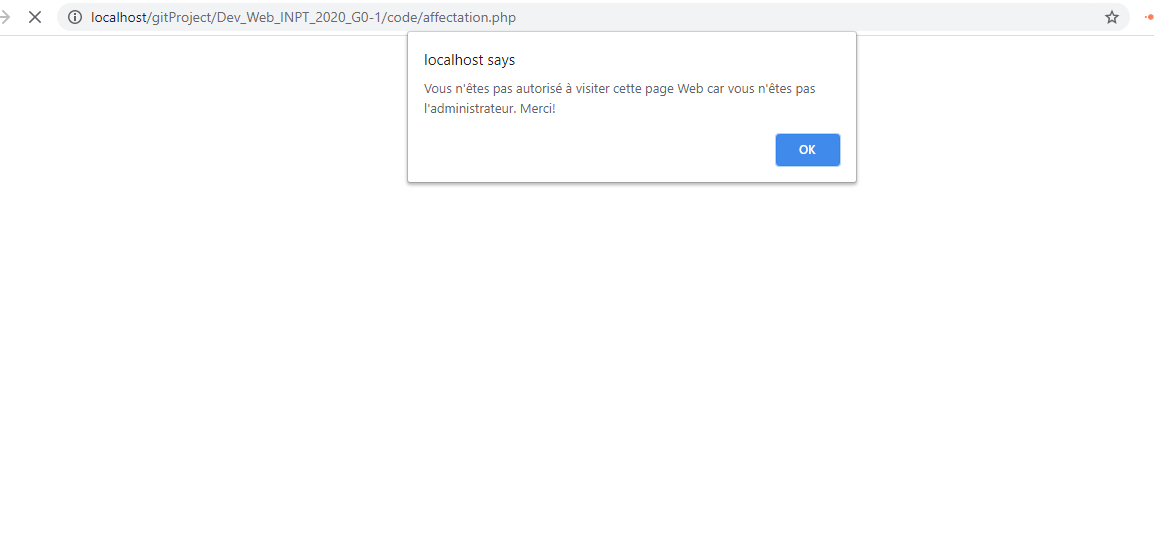 localhost/gitProject/Dev_Web_INPT_2020_G0-1/code/affectation.php
localhost says
Vous n'êtes pas autorisé à visiter cette page Web car vous n'êtes pas
l'administrateur. Merci!
OK